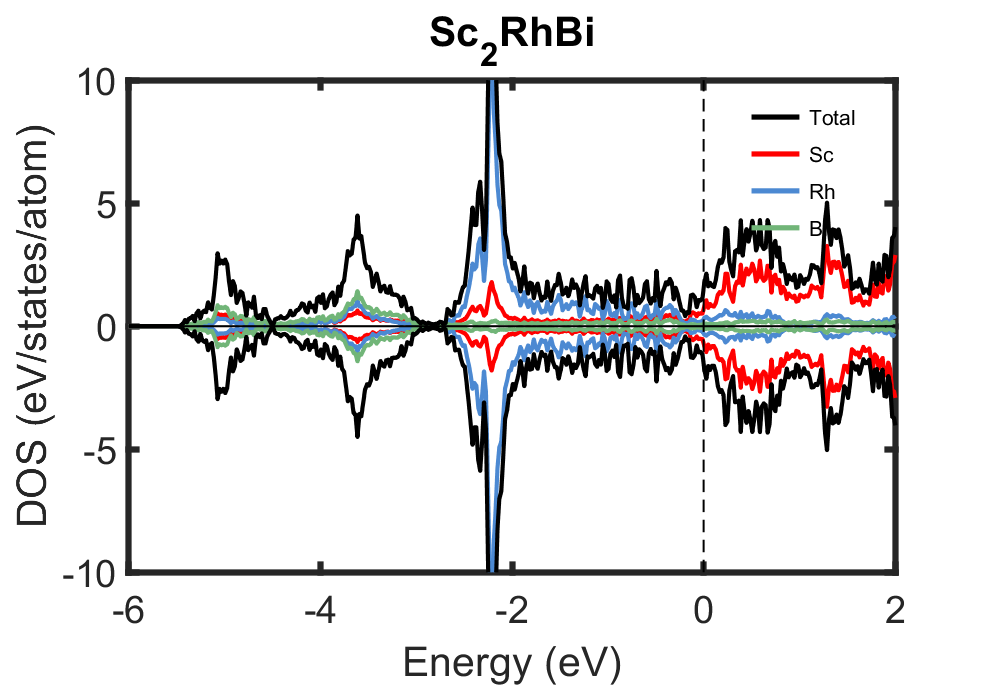 Sc2RhBi
DOS (eV/states/atom)
10
5
0
-5
-10
Total
Sc
Rh
Bi
-6
-4
-2
0
2
Energy (eV)